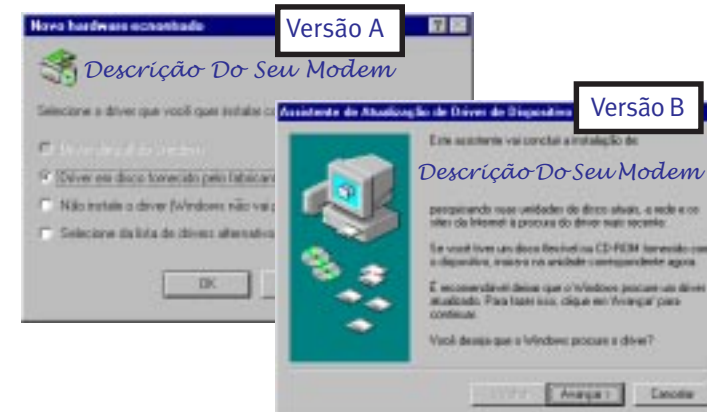 Novo hardware encontrado
Versão A
Descrição Do Seu Modem
Selecione o driver que você quer instalar
Driver em disco fornecido pelo fabricante
Não instale o driver (Windows não vai
Selecione da lista de drivers
OK
Assistente de Atualização de Driver de Dispositivo
Versão B
Este assistente vai concluir a instalação de:
Descrição Do Seu Modem
pesquisando nas unidades de disco atuais, a rede e os
sites da Internet à procura do driver mais recente.
Se você tiver um disco flexível ou CD-ROM fornecido com
o dispositivo, insira-o na unidade correspondente agora.
É recomendável deixar que o Windows procure um driver
atualizado. Para fazer isso, clique em 'Avançar' para
continuar.
Você deseja que o Windows procure o driver?
Avançar >
Cancelar